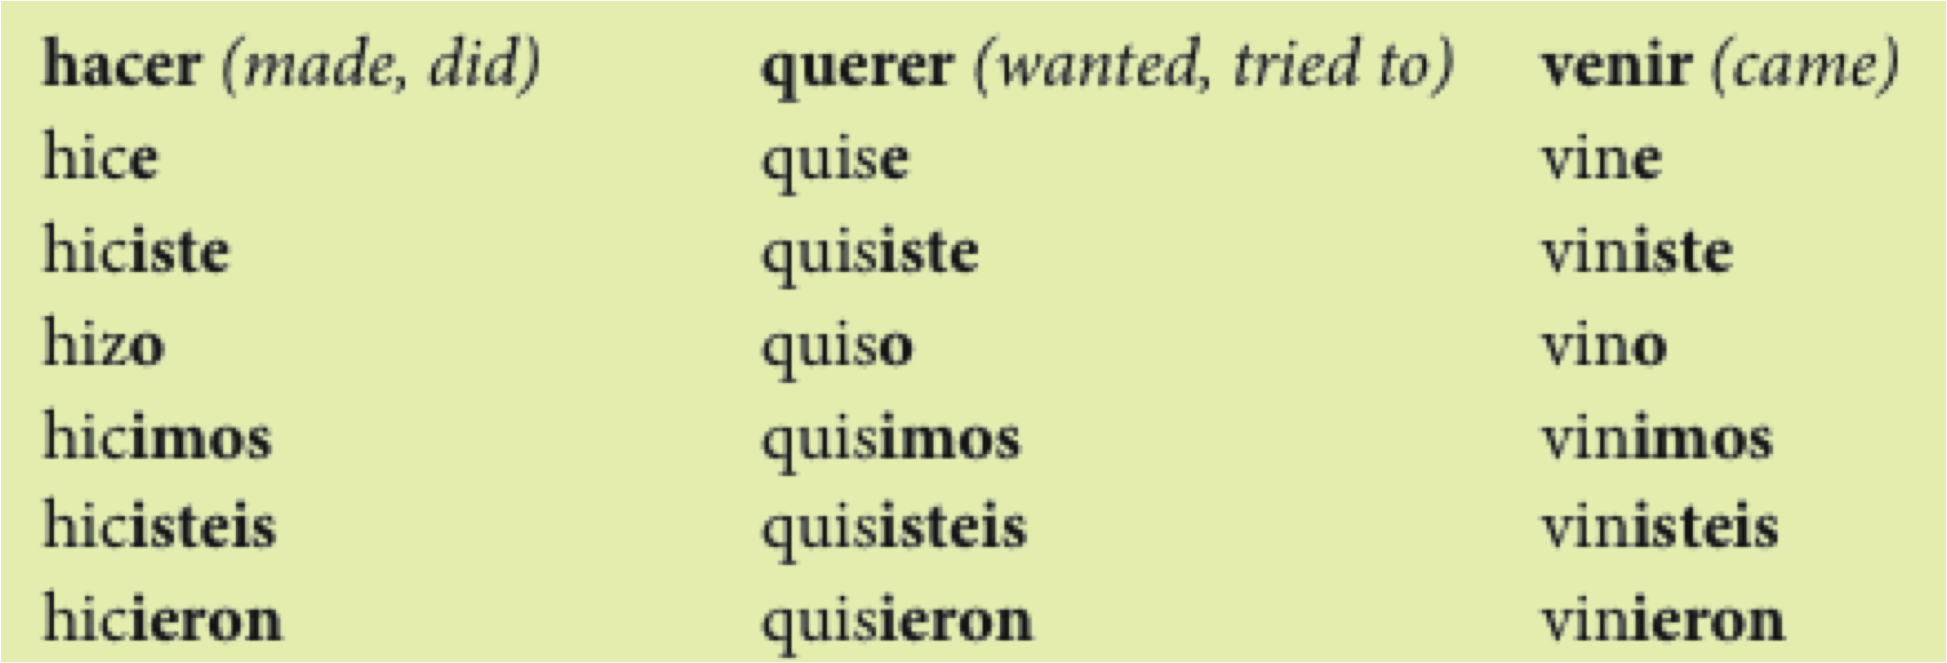 hacer (made, did) querer (wanted, tried to) venir (came)
hice quise vine
hiciste quisiste viniste
hizo quiso vino
hicimos quisimos vinimos
hicisteis quisisteis vinisteis
hicieron quisieron vinieron